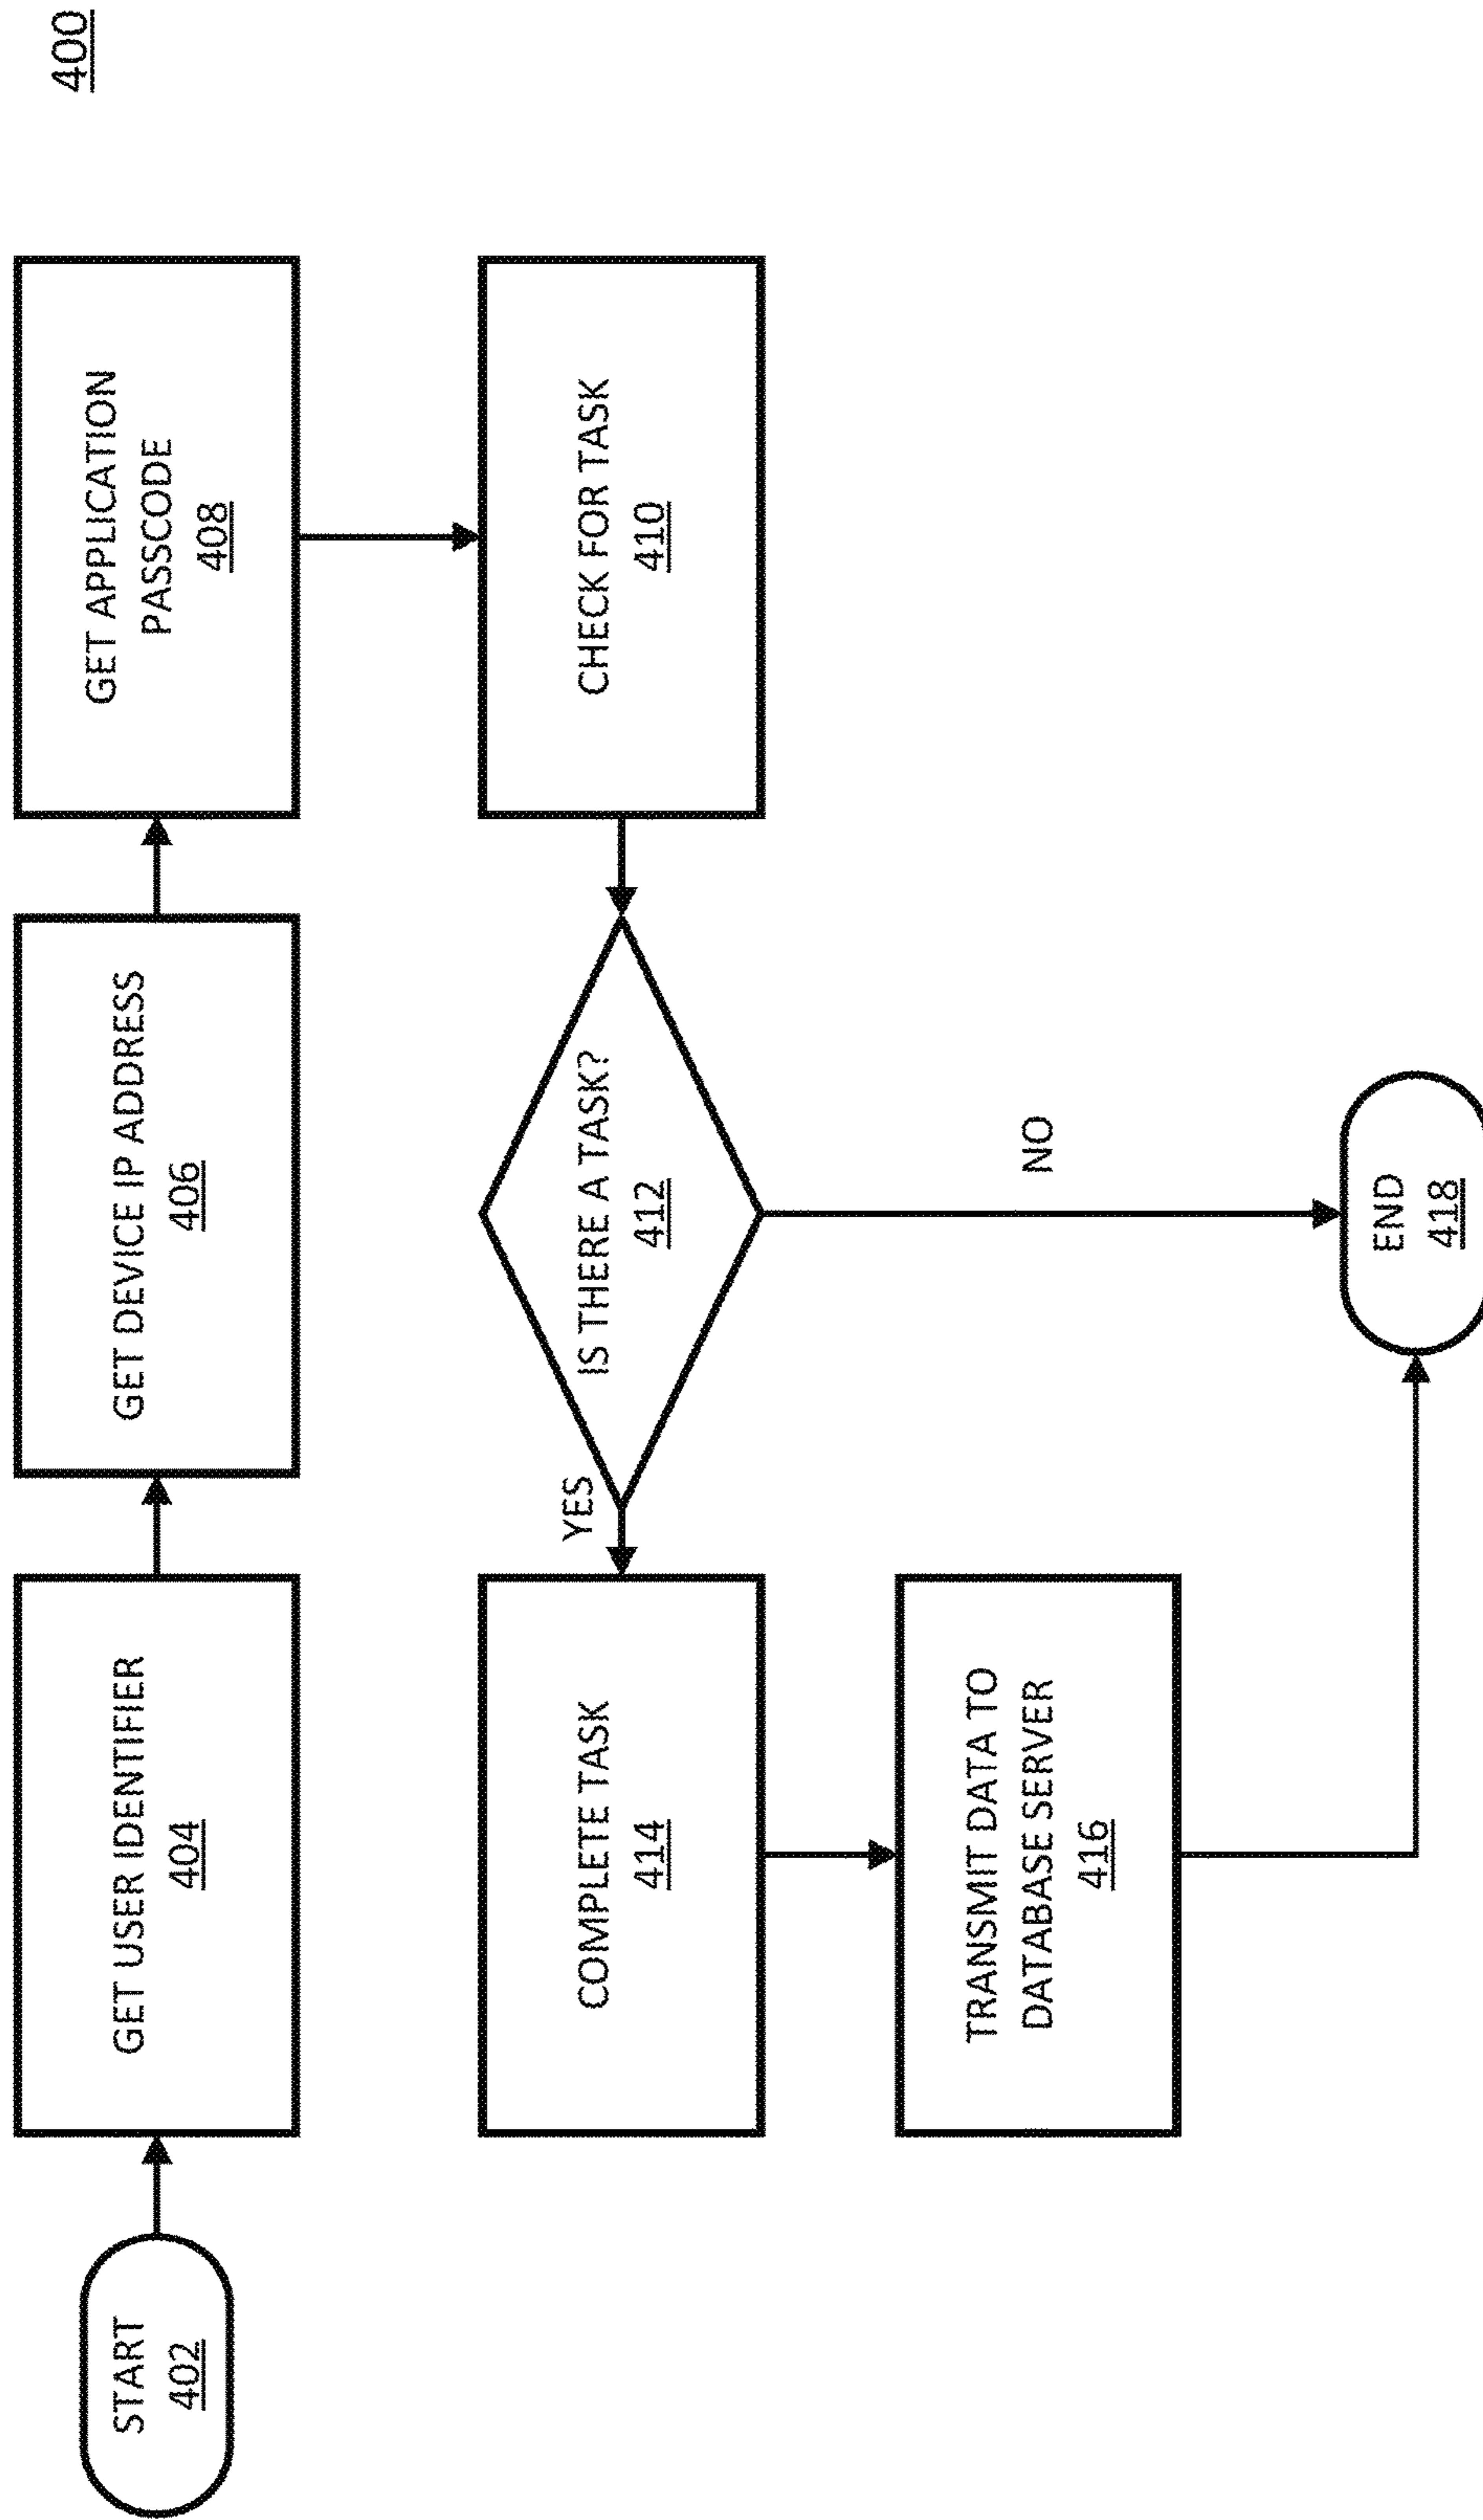 400
START
402
GET USER IDENTIFIER
404
GET DEVICE IP ADDRESS
406
GET APPLICATION
PASSCODE
408
CHECK FOR TASK
410
IS THERE A TASK?
412
YES
NO
COMPLETE TASK
414
TRANSMIT DATA TO
DATABASE SERVER
416
END
418